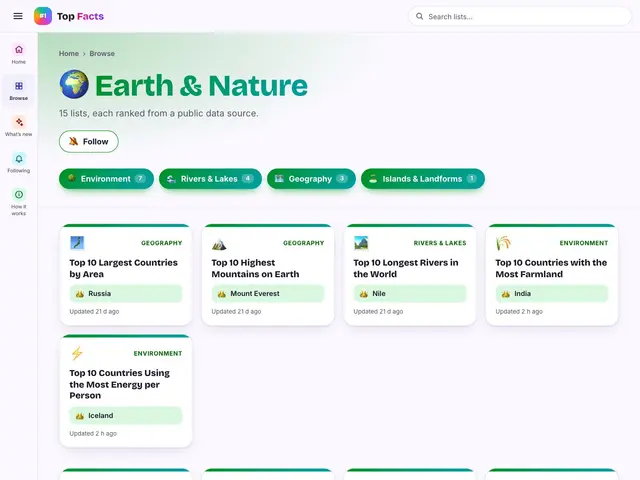 #1
Top Facts
Search lists...
Home
Browse
What's new
Following
How it
works
Home › Browse
Earth & Nature
15 lists, each ranked from a public data source.
Follow
Environment 7
Rivers & Lakes 4
Geography 3
Islands & Landforms 1
GEOGRAPHY
Top 10 Largest Countries
by Area
Russia
Updated 21 d ago
GEOGRAPHY
Top 10 Highest
Mountains on Earth
Mount Everest
Updated 21 d ago
RIVERS & LAKES
Top 10 Longest Rivers in
the World
Nile
Updated 21 d ago
ENVIRONMENT
Top 10 Countries with the
Most Farmland
India
Updated 2 h ago
ENVIRONMENT
Top 10 Countries Using
the Most Energy per
Person
Iceland
Updated 2 h ago